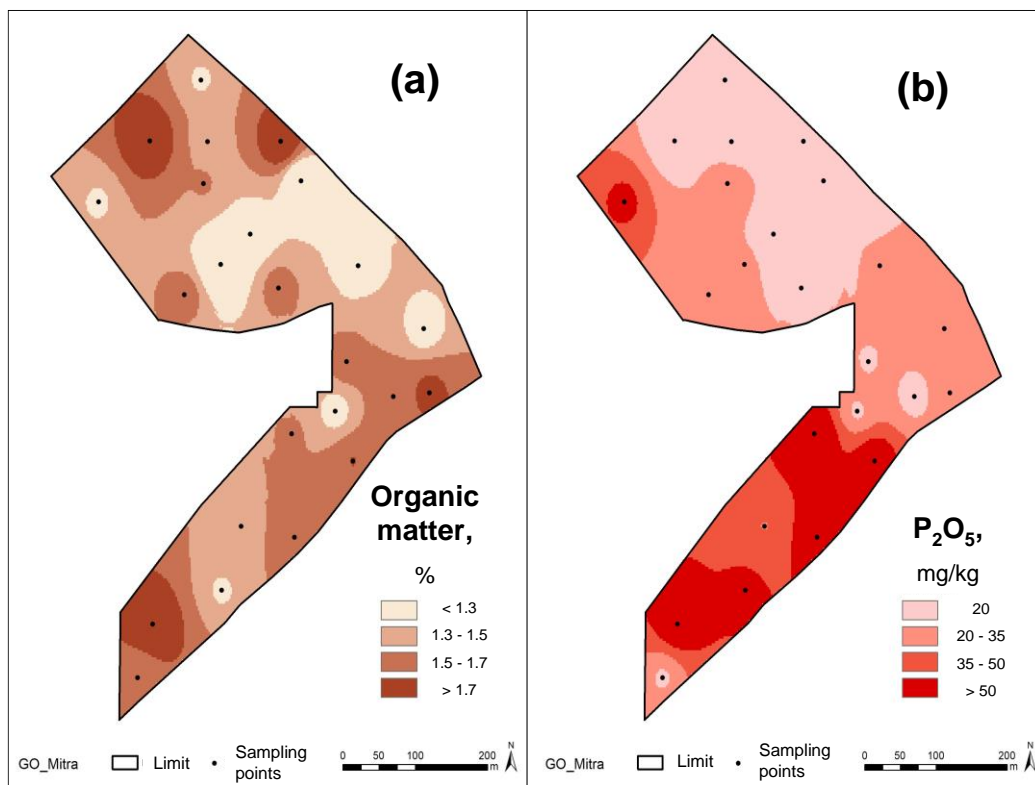 (a)
Organic
matter,
%
< 1.3
1.3 - 1.5
1.5 - 1.7
> 1.7
GO_Mitra
Limit
Sampling
points
0 50 100 200
m
N
(b)
P₂O₅,
mg/kg
20
20 - 35
35 - 50
> 50
GO_Mitra
Limit
Sampling
points
0 50 100 200
m
N